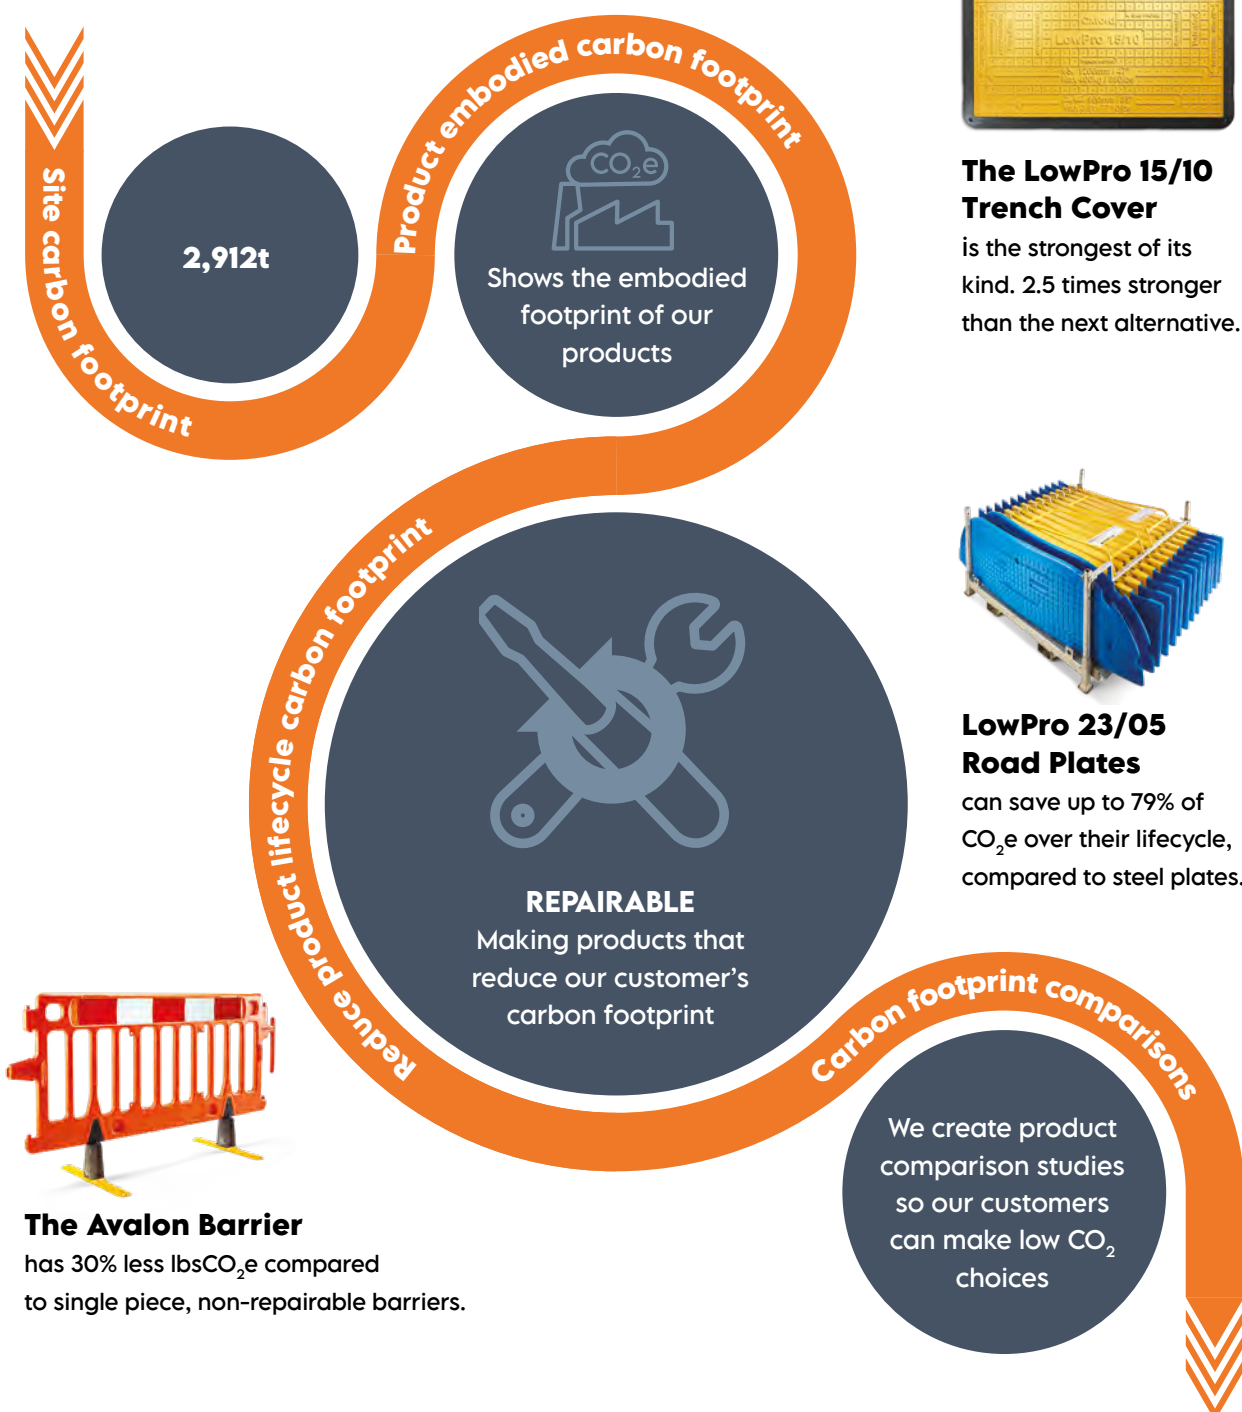 Site carbon footprint
2,912t
Product embodied carbon footprint
CO₂e
Shows the embodied
footprint of our
products
LowPro 15/10
The LowPro 15/10
Trench Cover
is the strongest of its
kind. 2.5 times stronger
than the next alternative.
Reduce product lifecycle carbon footprint
REPAIRABLE
Making products that
reduce our customer's
carbon footprint
LowPro 23/05
Road Plates
can save up to 79% of
CO₂e over their lifecycle,
compared to steel plates.
The Avalon Barrier
has 30% less lbsCO₂e compared
to single piece, non-repairable barriers.
Carbon footprint comparisons
We create product
comparison studies
so our customers
can make low CO₂
choices